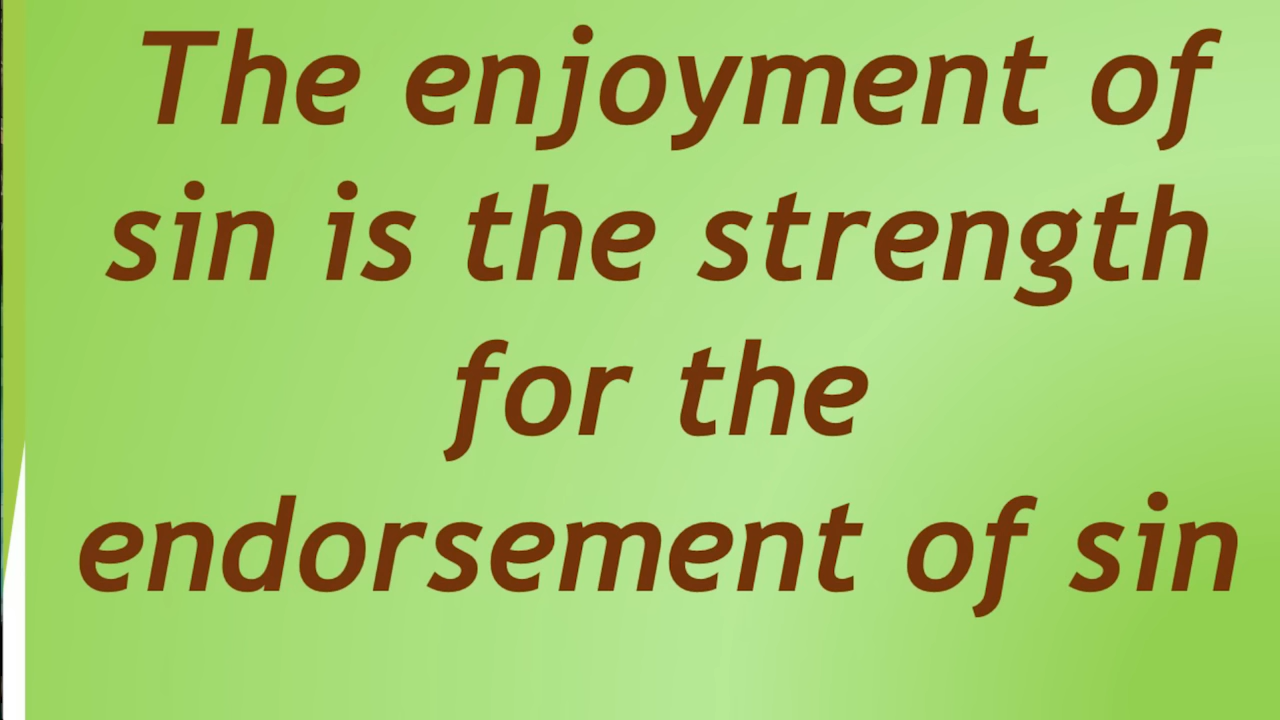 The enjoyment of
sin is the strength
for the
endorsement of sin